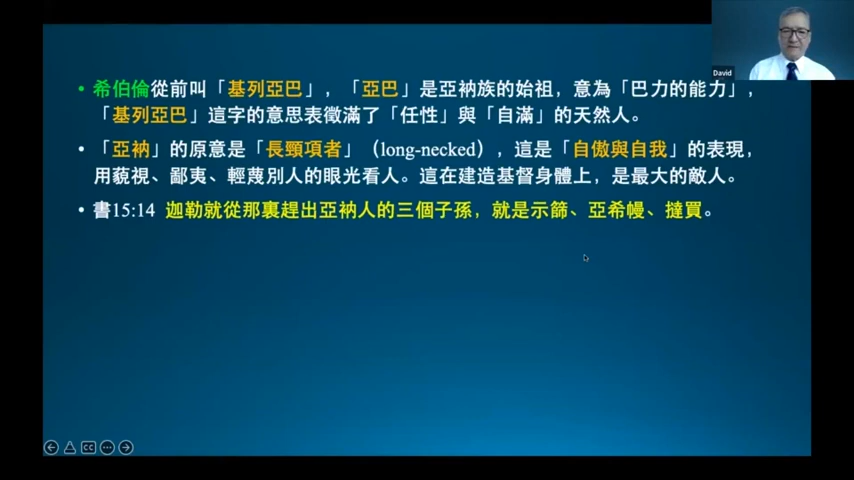 David
• 希伯倫從前叫「基列亞巴」，「亞巴」是亞衲族的始祖，意為「巴力的能力」，
「基列亞巴」這字的意思表徵滿了「任性」與「自滿」的天然人。
• 「亞衲」的原意是「長頸項者」（long-necked），這是「自傲與自我」的表現，
用藐視、鄙夷、輕蔑別人的眼光看人。這在建造基督身體上，是最大的敵人。
• 書15:14 迦勒就從那裏趕出亞衲人的三個子孫，就是示篩、亞希幔、撻買。
CC